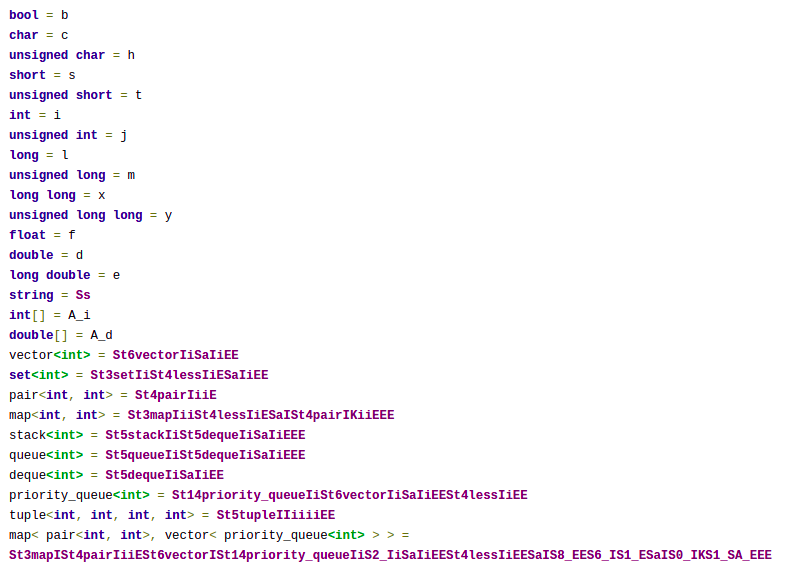 bool = b
char = c
unsigned char = h
short = s
unsigned short = t
int = i
unsigned int = j
long = l
unsigned long = m
long long = x
unsigned long long = y
float = f
double = d
long double = e
string = Ss
int[] = A_i
double[] = A_d
vector<int> = St6vectorIiSaIiEE
set<int> = St3setIiSt4lessIiESaIiEE
pair<int, int> = St4pairIiiE
map<int, int> = St3mapIiiSt4lessIiESaISt4pairIKiiEEE
stack<int> = St5stackIiSt5dequeIiSaIiEEE
queue<int> = St5queueIiSt5dequeIiSaIiEEE
deque<int> = St5dequeIiSaIiEE
priority_queue<int> = St14priority_queueIiSt6vectorIiSaIiEESt4lessIiEE
tuple<int, int, int, int> = St5tupleIIiiiiEE
map< pair<int, int>, vector< priority_queue<int> > > =
St3mapISt4pairIiiESt6vectorISt14priority_queueIiS2_IiSaIiEESt4lessIiEESaIS8_EES6_IS1_ESaIS0_IKS1_SA_EEE